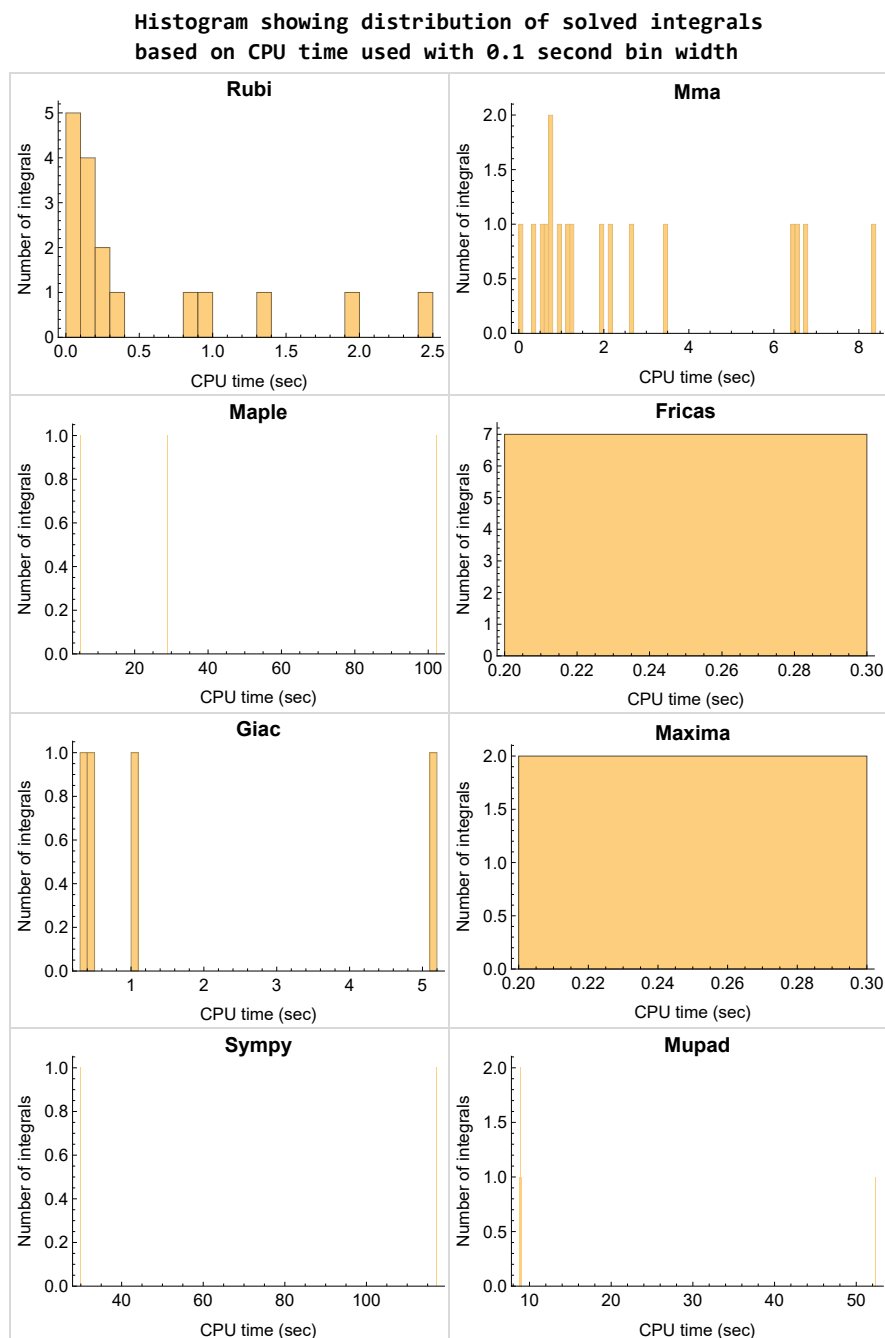 Histogram showing distribution of solved integrals
based on CPU time used with 0.1 second bin width
Rubi
Number of integrals
5
4
3
2
1
0
0.0 0.5 1.0 1.5 2.0 2.5
CPU time (sec)
Mma
Number of integrals
2.0
1.5
1.0
0.5
0.0
0 2 4 6 8
CPU time (sec)
Maple
Number of integrals
1.0
0.8
0.6
0.4
0.2
0.0
20 40 60 80 100
CPU time (sec)
Fricas
Number of integrals
7
6
5
4
3
2
1
0
0.20 0.22 0.24 0.26 0.28 0.30
CPU time (sec)
Giac
Number of integrals
1.0
0.8
0.6
0.4
0.2
0.0
1 2 3 4 5
CPU time (sec)
Maxima
Number of integrals
2.0
1.5
1.0
0.5
0.0
0.20 0.22 0.24 0.26 0.28 0.30
CPU time (sec)
Sympy
Number of integrals
1.0
0.8
0.6
0.4
0.2
0.0
40 60 80 100
CPU time (sec)
Mupad
Number of integrals
2.0
1.5
1.0
0.5
0.0
10 20 30 40 50
CPU time (sec)